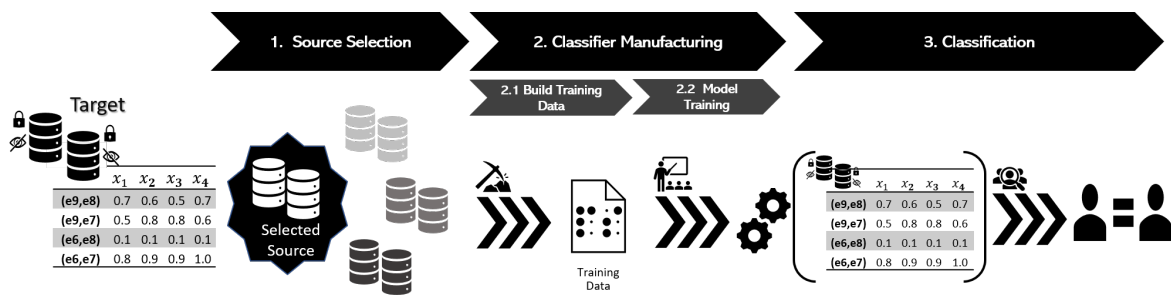 1. Source Selection
2. Classifier Manufacturing
3. Classification
2.1 Build Training
Data
2.2 Model
Training
Target
x₁ x₂ x₃ x₄
(e9,e8) 0.7 0.6 0.5 0.7
(e9,e7) 0.5 0.8 0.8 0.6
(e6,e8) 0.1 0.1 0.1 0.1
(e6,e7) 0.8 0.9 0.9 1.0
Selected
Source
Training
Data
x₁ x₂ x₃ x₄
(e9,e8) 0.7 0.6 0.5 0.7
(e9,e7) 0.5 0.8 0.8 0.6
(e6,e8) 0.1 0.1 0.1 0.1
(e6,e7) 0.8 0.9 0.9 1.0